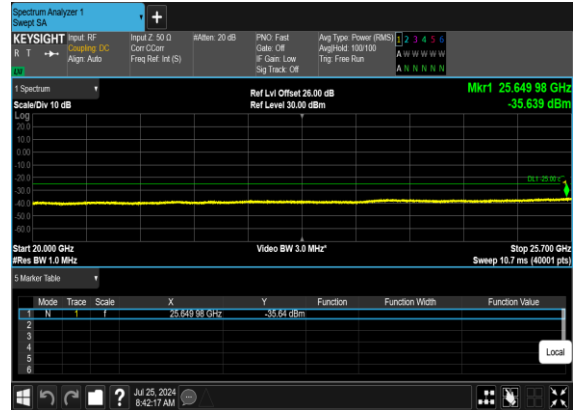 Spectrum Analyzer 1
Swept SA
+
KEYSIGHT
R T
LM
Input: RF
Coupling: DC
Align: Auto
Input Z: 50 Ω
Corr CCorr
Freq Ref: Int (S)
#Atten: 20 dB
PNO: Fast
Gate: Off
IF Gain: Low
Sig Track: Off
Avg Type: Power (RMS)
Avg|Hold: 100/100
Trig: Free Run
1 2 3 4 5 6
A W W W W W
A N N N N N
1 Spectrum
Scale/Div 10 dB
Log
Ref Lvl Offset 26.00 dB
Ref Level 30.00 dBm
Mkr1 25.649 98 GHz
-35.639 dBm
20.0
10.0
0.00
-10.0
-20.0
-30.0
-40.0
-50.0
-60.0
Start 20.000 GHz
#Res BW 1.0 MHz
Video BW 3.0 MHz*
Stop 25.700 GHz
Sweep 10.7 ms (40001 pts)
5 Marker Table
Mode Trace Scale X Y Function Function Width Function Value
1 N 1 f 25.649 98 GHz -35.64 dBm
2
3
4
5
6
Local
?
Jul 25, 2024
8:42:17 AM